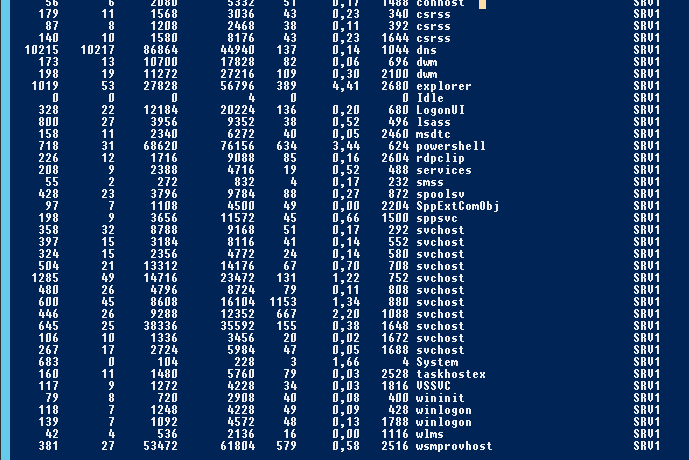 56 6 2080 5332 51 0,17 1488 conhost SRV1
179 11 1568 3036 43 0,23 340 csrss SRV1
87 8 1208 2468 38 0,11 392 csrss SRV1
140 10 1580 8176 43 0,23 1644 csrss SRV1
10215 10217 86864 44940 137 0,14 1044 dns SRV1
173 13 10700 17828 82 0,06 696 dwm SRV1
198 19 11272 27216 109 0,30 2100 dwm SRV1
1019 53 27828 56796 389 4,41 2680 explorer SRV1
0 0 0 4 0 0 Idle SRV1
328 22 12184 20224 136 0,20 680 LogonUI SRV1
800 27 3956 9352 38 0,52 496 lsass SRV1
158 11 2340 6272 40 0,05 2460 msdtc SRV1
718 31 68620 76156 634 3,44 624 powershell SRV1
226 12 1716 9088 85 0,16 2604 rdpclip SRV1
208 9 2388 4716 19 0,52 488 services SRV1
55 2 272 832 4 0,17 232 smss SRV1
428 23 3796 9784 88 0,27 872 spoolsv SRV1
97 7 1108 4500 49 0,00 2204 SppExtComObj SRV1
198 9 3656 11572 45 0,66 1500 sppsvc SRV1
358 32 8788 9168 51 0,17 292 svchost SRV1
397 15 3184 8116 41 0,14 552 svchost SRV1
324 15 2356 4772 24 0,14 580 svchost SRV1
504 21 13312 14176 67 0,70 708 svchost SRV1
1285 49 14716 23472 131 1,22 752 svchost SRV1
480 26 4796 8724 79 0,11 808 svchost SRV1
600 45 8608 16104 1153 1,34 880 svchost SRV1
446 26 9288 12352 667 2,20 1088 svchost SRV1
645 25 38336 35592 155 0,38 1648 svchost SRV1
106 10 1336 3456 20 0,02 1672 svchost SRV1
267 17 2724 5984 47 0,05 1688 svchost SRV1
683 0 104 228 3 1,66 4 System SRV1
160 11 1480 5760 79 0,03 2528 taskhostex SRV1
117 9 1272 4228 34 0,03 1816 VSSVC SRV1
79 8 720 2908 40 0,08 400 wininit SRV1
118 7 1248 4228 49 0,09 428 winlogon SRV1
139 7 1092 4572 48 0,13 1788 winlogon SRV1
42 4 536 2136 16 0,00 1116 wlms SRV1
381 27 53472 61804 579 0,58 2516 wsmprovhost SRV1